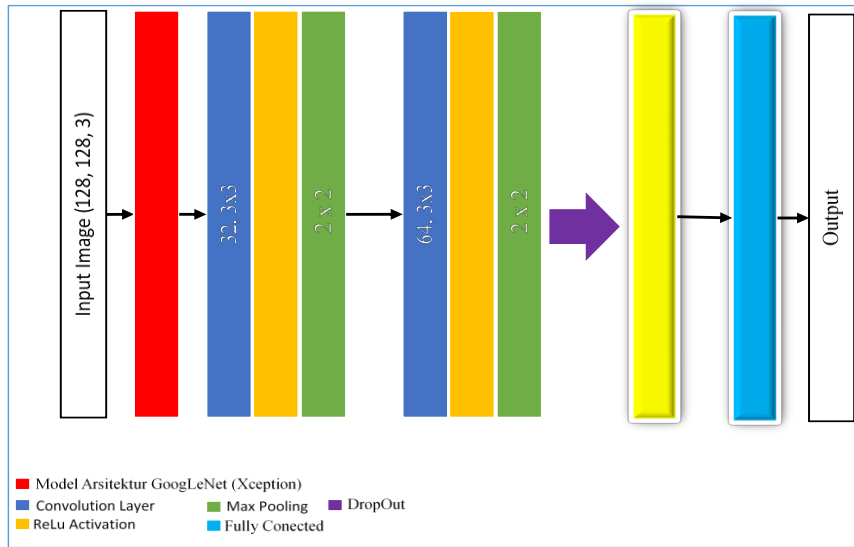 Input Image (128, 128, 3)
32, 3x3
2 x 2
64, 3x3
2 x 2
Output
Model Arsitektur GoogLeNet (Xception)
Convolution Layer
Max Pooling
DropOut
ReLu Activation
Fully Conected